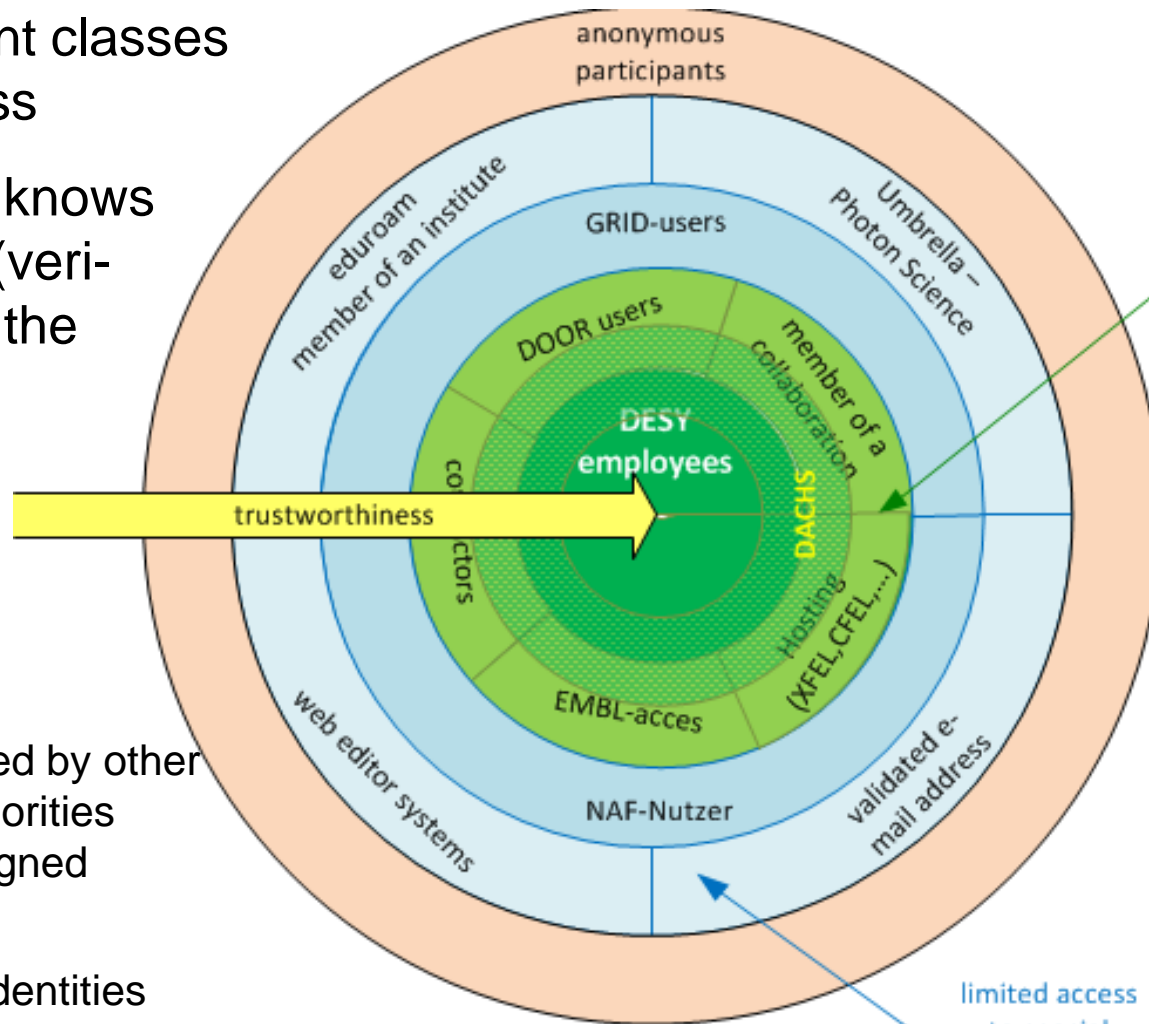 nt classes
ss
knows
(veri-
the
ed by other
orities
gned
dentities
anonymous
participants
eduroam
member of an institute
Umbrella –
Photon Science
GRID-users
DOOR users
member of a
collaboration
DESY
employees
DACHS
trustworthiness
Hosting
(XFEL,CFEL,...)
EMBL-acces
NAF-Nutzer
web editor systems
validated e-
mail address
limited access